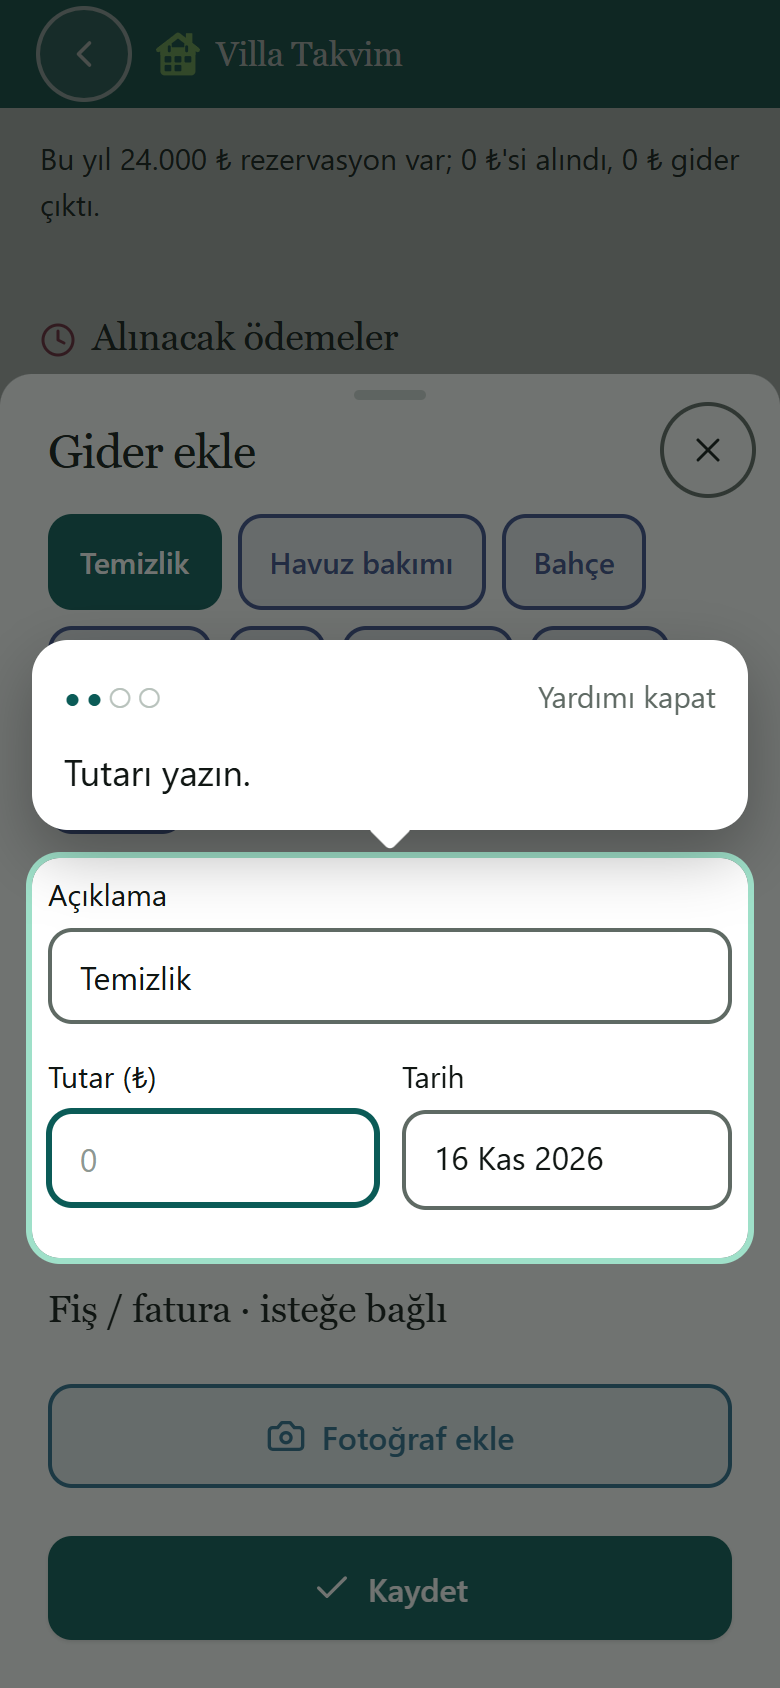 Villa Takvim
Bu yıl 24.000 ₺ rezervasyon var; 0 ₺'si alındı, 0 ₺ gider
çıktı.
Alınacak ödemeler
Gider ekle
Temizlik
Havuz bakımı
Bahçe
Yardımı kapat
Tutarı yazın.
Açıklama
Temizlik
Tutar (₺)
Tarih
0
16 Kas 2026
Fiş / fatura · isteğe bağlı
Fotoğraf ekle
Kaydet